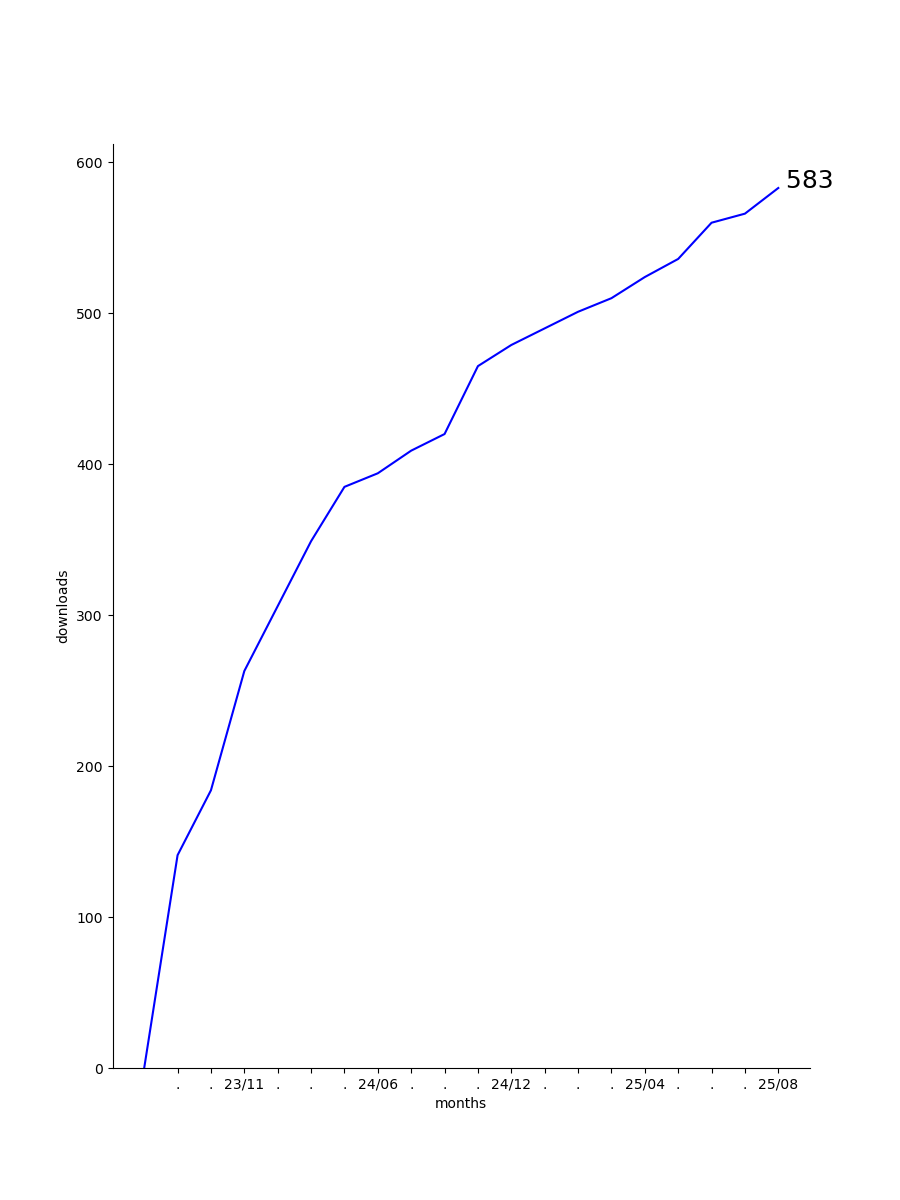 600
583
500
400
downloads
300
200
100
0
. . 23/11 . . . 24/06 . . . 24/12 . . . 25/04 . . . 25/08
months